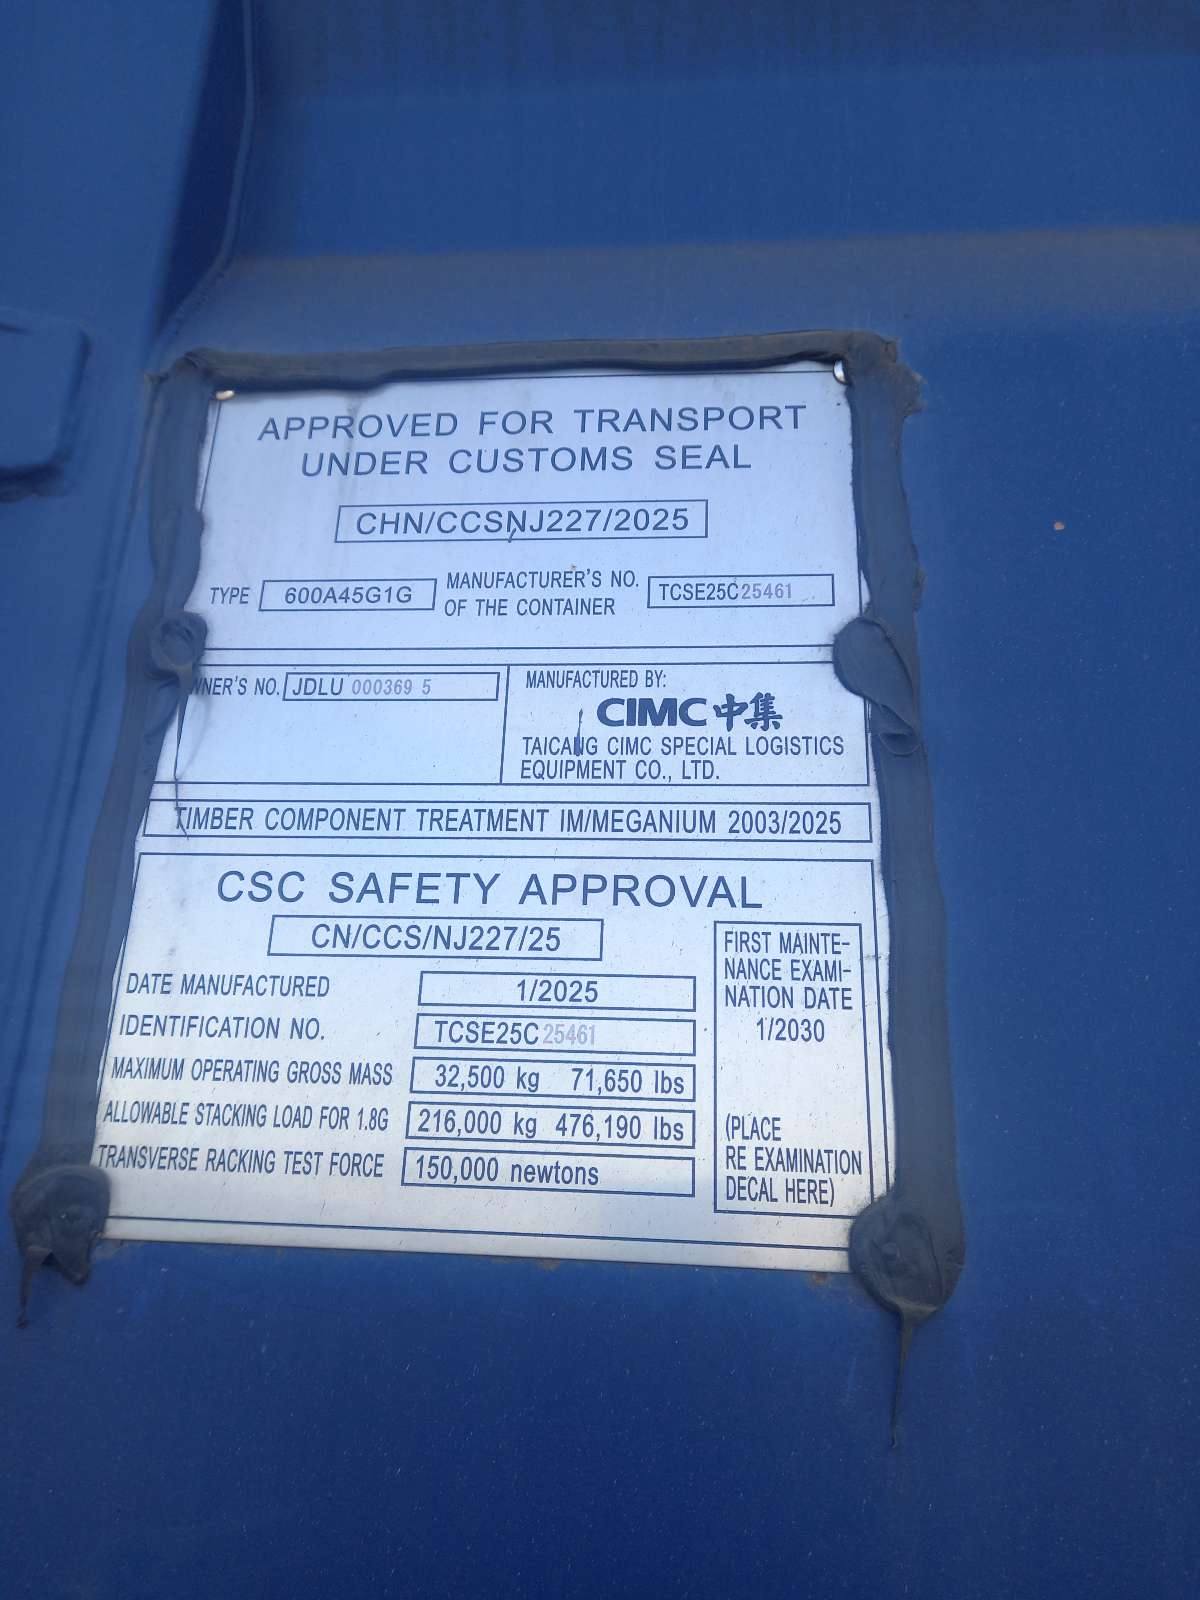 APPROVED FOR TRANSPORT
UNDER CUSTOMS SEAL
CHN/CCSNJ227/2025
TYPE 600A45G1G MANUFACTURER'S NO. OF THE CONTAINER TCSE25C25461
WNER'S NO. JDLU 000369 5
MANUFACTURED BY:
CIMC中集
TAICANG CIMC SPECIAL LOGISTICS
EQUIPMENT CO., LTD.
TIMBER COMPONENT TREATMENT IM/MEGANIUM 2003/2025
CSC SAFETY APPROVAL
CN/CCS/NJ227/25
DATE MANUFACTURED 1/2025
IDENTIFICATION NO. TCSE25C25461
MAXIMUM OPERATING GROSS MASS 32,500 kg 71,650 lbs
ALLOWABLE STACKING LOAD FOR 1.8G 216,000 kg 476,190 lbs
TRANSVERSE RACKING TEST FORCE 150,000 newtons
FIRST MAINTE-
NANCE EXAMI-
NATION DATE
1/2030
(PLACE
RE EXAMINATION
DECAL HERE)